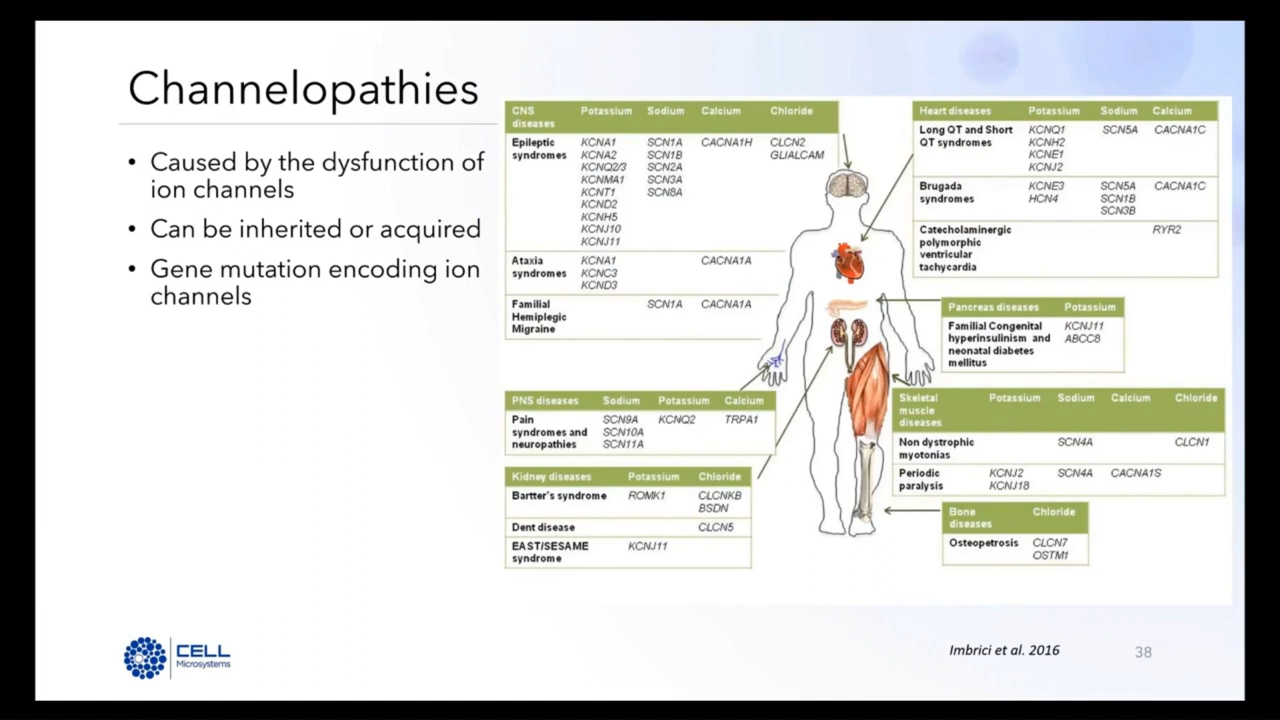 Channelopathies
• Caused by the dysfunction of
ion channels
• Can be inherited or acquired
• Gene mutation encoding ion
channels
CNS diseases Potassium Sodium Calcium Chloride
Epileptic syndromes
KCNA1 SCN1A CACNA1H CLCN2
KCNA2 SCN1B GLIALCAM
KCNQ2/3 SCN2A
KCNMA1 SCN3A
KCNT1 SCN8A
KCND2
KCNH5
KCNJ10
KCNJ11
Ataxia syndromes
KCNA1 CACNA1A
KCNC3
KCND3
Familial Hemiplegic Migraine
SCN1A CACNA1A
PNS diseases Sodium Potassium Calcium
Pain SCN9A KCNQ2 TRPA1
syndromes and SCN10A
neuropathies SCN11A
Kidney diseases Potassium Chloride
Bartter's syndrome ROMK1 CLCNKB
BSDN
Dent disease CLCN5
EAST/SESAME KCNJ11
syndrome
Heart diseases Potassium Sodium Calcium
Long QT and Short KCNQ1 SCN5A CACNA1C
QT syndromes KCNH2
KCNE1
KCNJ2
Brugada KCNE3 SCN5A CACNA1C
syndromes HCN4 SCN1B
SCN3B
Catecholaminergic RYR2
polymorphic
ventricular
tachycardia
Pancreas diseases Potassium
Familial Congenital KCNJ11
hyperinsulinism and ABCC8
neonatal diabetes
mellitus
Skeletal muscle diseases Potassium Sodium Calcium Chloride
Non dystrophic SCN4A CLCN1
myotonias
Periodic KCNJ2 SCN4A CACNA1S
paralysis KCNJ18
Bone diseases Chloride
Osteopetrosis CLCN7
OSTM1
CELL
Microsystems
Imbrici et al. 2016
38